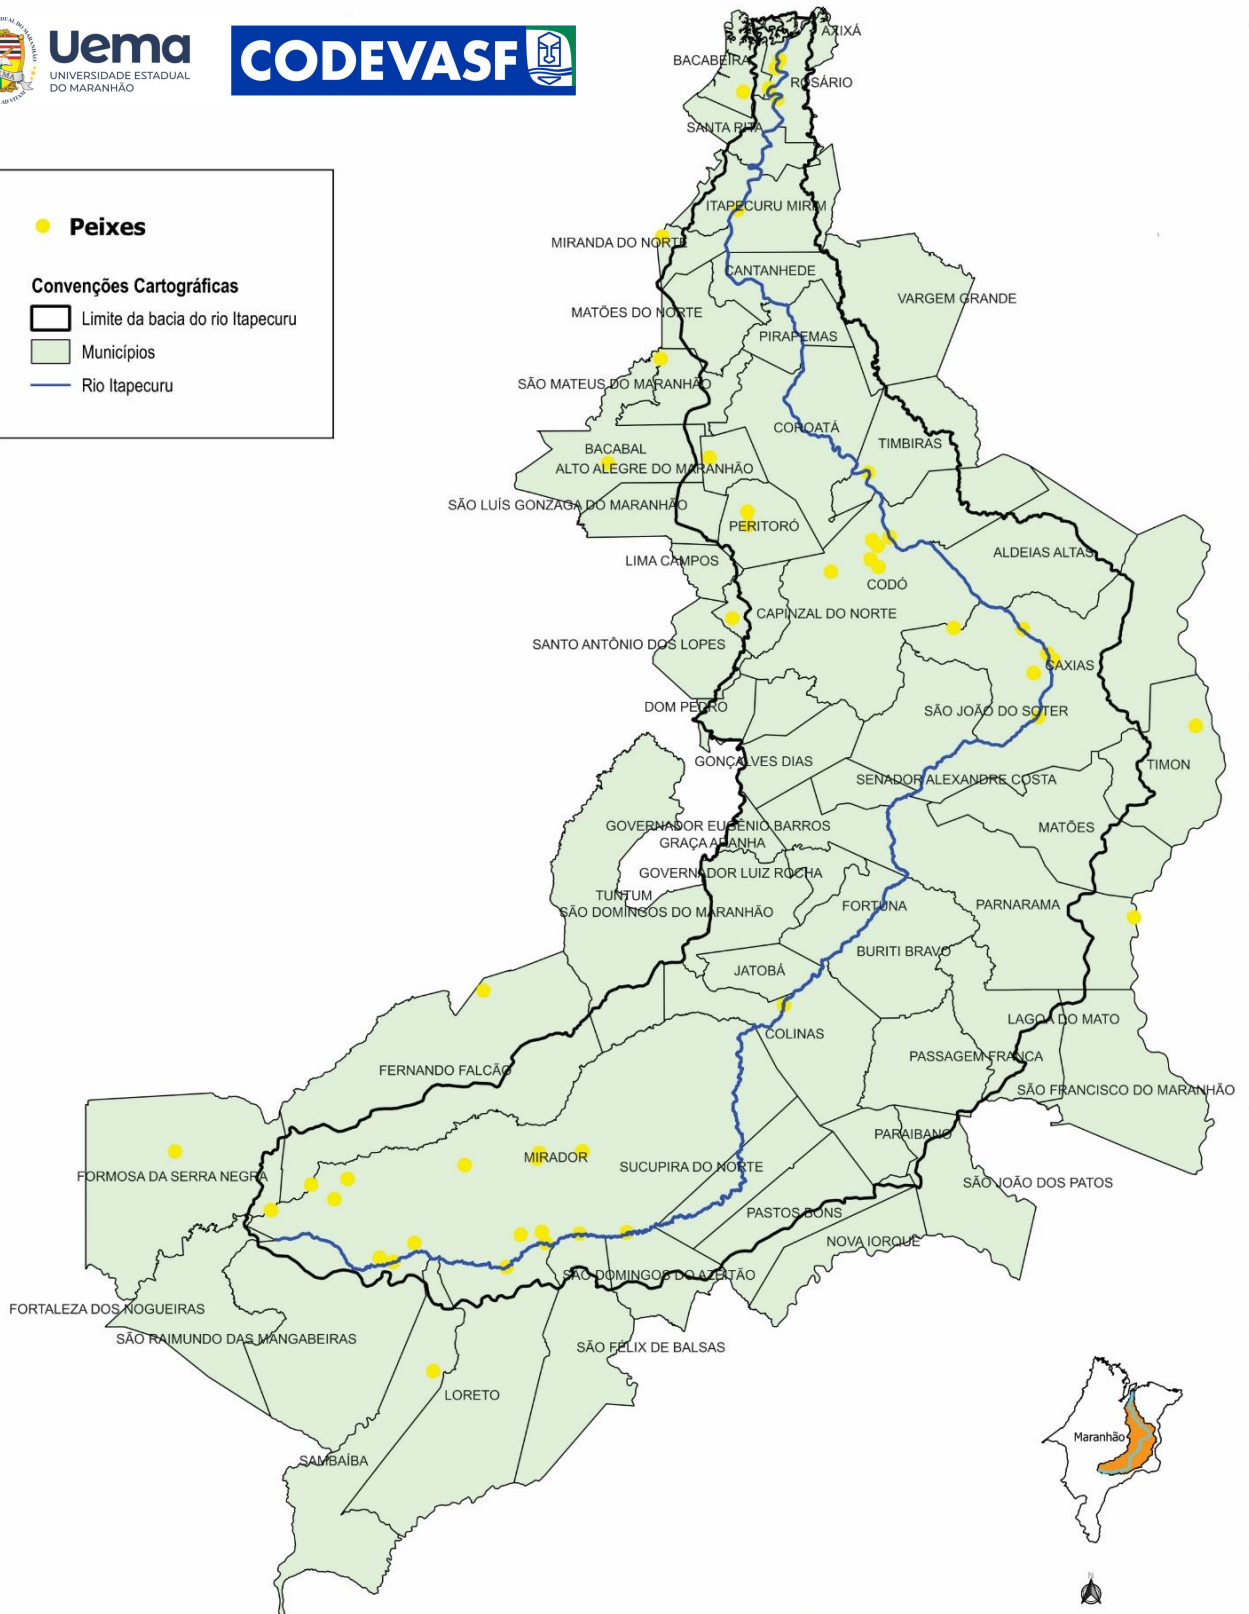 Uema
UNIVERSIDADE ESTADUAL
DO MARANHÃO
CODEVASF
Peixes
Convenções Cartográficas
Limite da bacia do rio Itapecuru
Municípios
Rio Itapecuru
AXIXÁ
BACABEIRA
ROSÁRIO
SANTA RITA
ITAPECURU MIRIM
MIRANDA DO NORTE
CANTANHEDE
VARGEM GRANDE
MATÕES DO NORTE
PIRAPEMAS
SÃO MATEUS DO MARANHÃO
COROATÁ
TIMBIRAS
BACABAL
ALTO ALEGRE DO MARANHÃO
SÃO LUÍS GONZAGA DO MARANHÃO
PERITORÓ
ALDEIAS ALTAS
LIMA CAMPOS
CODÓ
CAPINZAL DO NORTE
SANTO ANTÔNIO DOS LOPES
CAXIAS
DOM PEDRO
SÃO JOÃO DO SOTER
GONÇALVES DIAS
TIMON
SENADOR ALEXANDRE COSTA
GOVERNADOR EUGÊNIO BARROS
MATÕES
GRAÇA ARANHA
GOVERNADOR LUIZ ROCHA
TUNTUM
FORTUNA
PARNARAMA
SÃO DOMINGOS DO MARANHÃO
BURITI BRAVO
JATOBÁ
LAGOA DO MATO
COLINAS
PASSAGEM FRANCA
FERNANDO FALCÃO
SÃO FRANCISCO DO MARANHÃO
PARAIBANO
MIRADOR
SUCUPIRA DO NORTE
FORMOSA DA SERRA NEGRA
SÃO JOÃO DOS PATOS
PASTOS BONS
NOVA IORQUE
SÃO DOMINGOS DO AZEITÃO
FORTALEZA DOS NOGUEIRAS
SÃO RAIMUNDO DAS MANGABEIRAS
SÃO FÉLIX DE BALSAS
LORETO
SAMBAÍBA
Maranhão
N